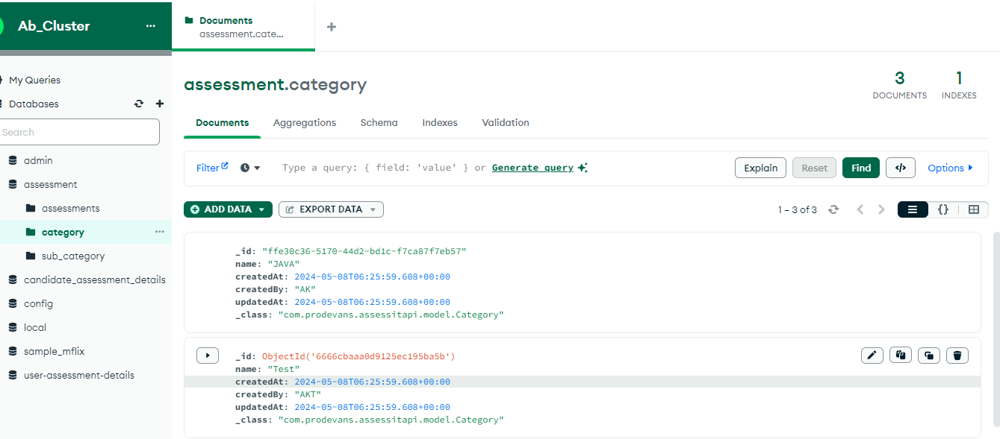 Ab_Cluster ...
Documents
assessment.cate...
My Queries
Databases
Search
admin
assessment
assessments
category ...
sub_category
candidate_assessment_details
config
local
sample_mflix
user-assessment-details
assessment.category
3
DOCUMENTS
1
INDEXES
Documents Aggregations Schema Indexes Validation
Filter Type a query: { field: 'value' } or Generate query Explain Reset Find </> Options
ADD DATA EXPORT DATA 1 – 3 of 3 {}
_id: "ffe30c36-5170-44d2-bd1c-f7ca87f7eb57"
name: "JAVA"
createdAt: 2024-05-08T06:25:59.608+00:00
createdBy: "AK"
updatedAt: 2024-05-08T06:25:59.608+00:00
_class: "com.prodevans.assessitapi.model.Category"
_id: ObjectId('6666cbaaa0d9125ec195ba5b')
name: "Test"
createdAt: 2024-05-08T06:25:59.608+00:00
createdBy: "AKT"
updatedAt: 2024-05-08T06:25:59.608+00:00
_class: "com.prodevans.assessitapi.model.Category"